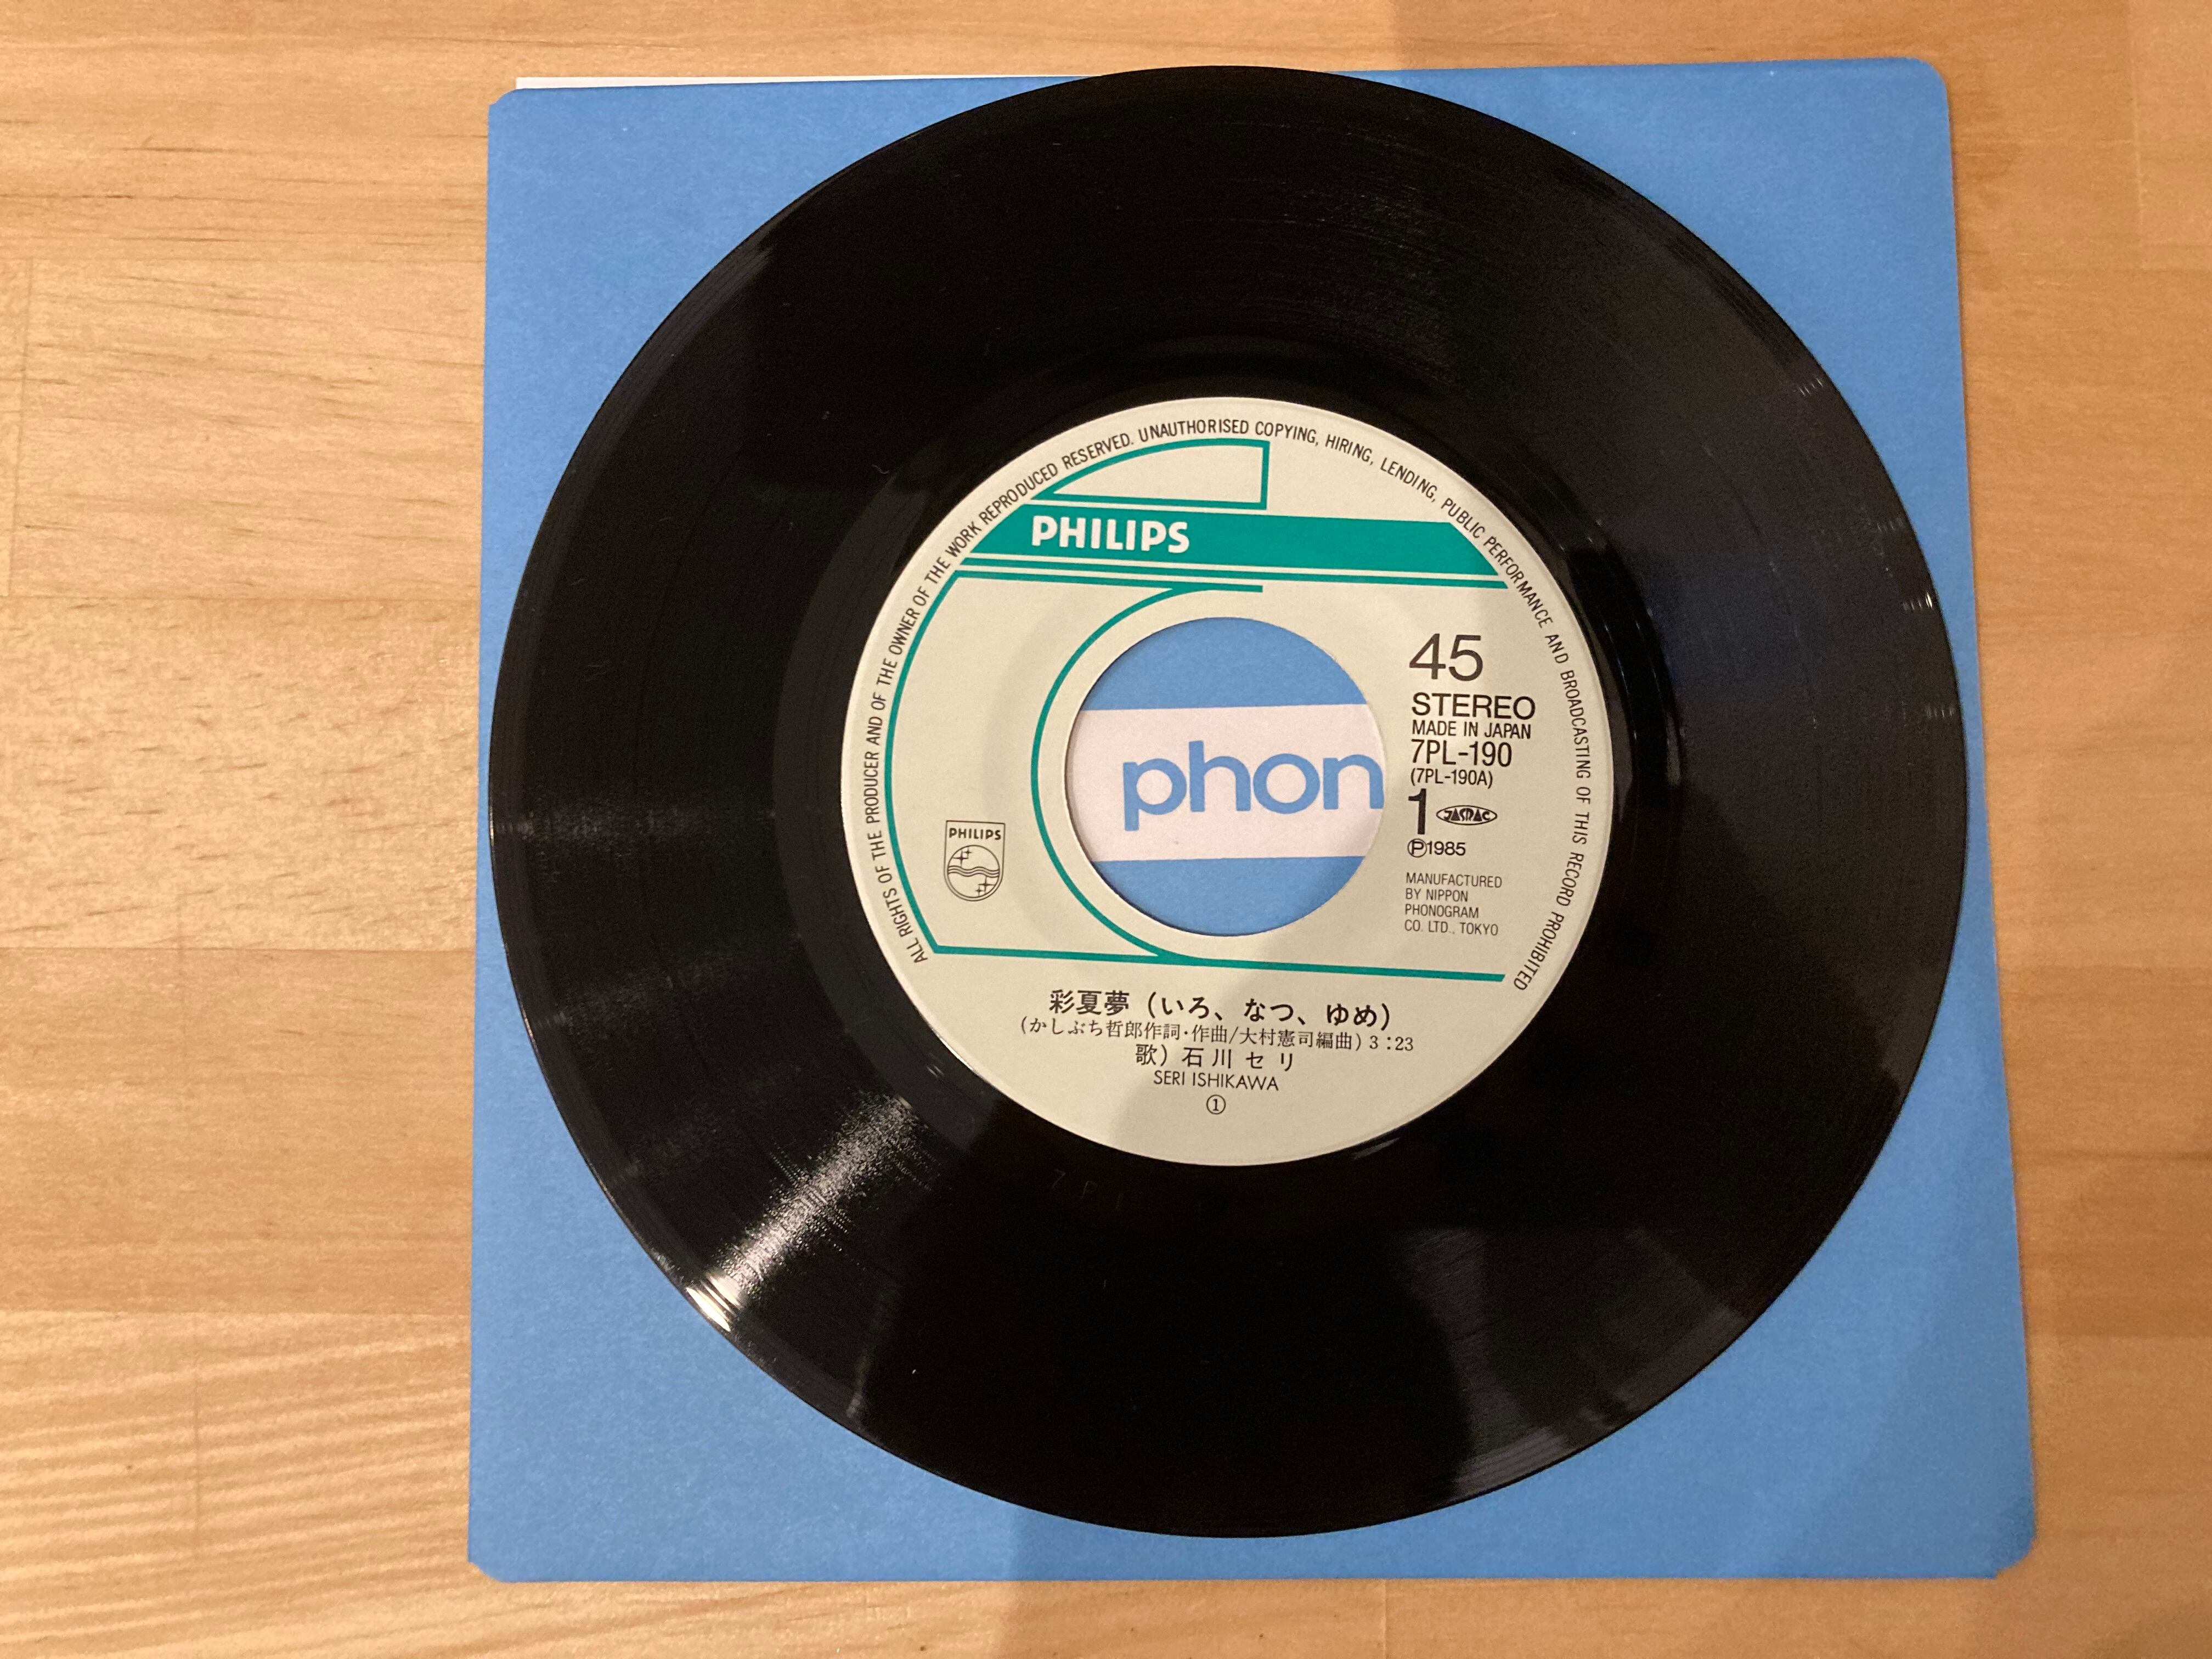 ALL RIGHTS OF THE PRODUCER AND OF THE OWNER OF THE WORK REPRODUCED RESERVED. UNAUTHORISED COPYING, HIRING, LENDING, PUBLIC PERFORMANCE AND BROADCASTING OF THIS RECORD PROHIBITED
PHILIPS
45
STEREO
MADE IN JAPAN
7PL-190
(7PL-190A)
1 JASRAC
Ⓟ1985
MANUFACTURED
BY NIPPON
PHONOGRAM
CO. LTD., TOKYO
phon
PHILIPS
彩夏夢（いろ、なつ、ゆめ）
(かしぶち哲郎作詞・作曲/大村憲司編曲) 3:23
歌）石川セリ
SERI ISHIKAWA
①